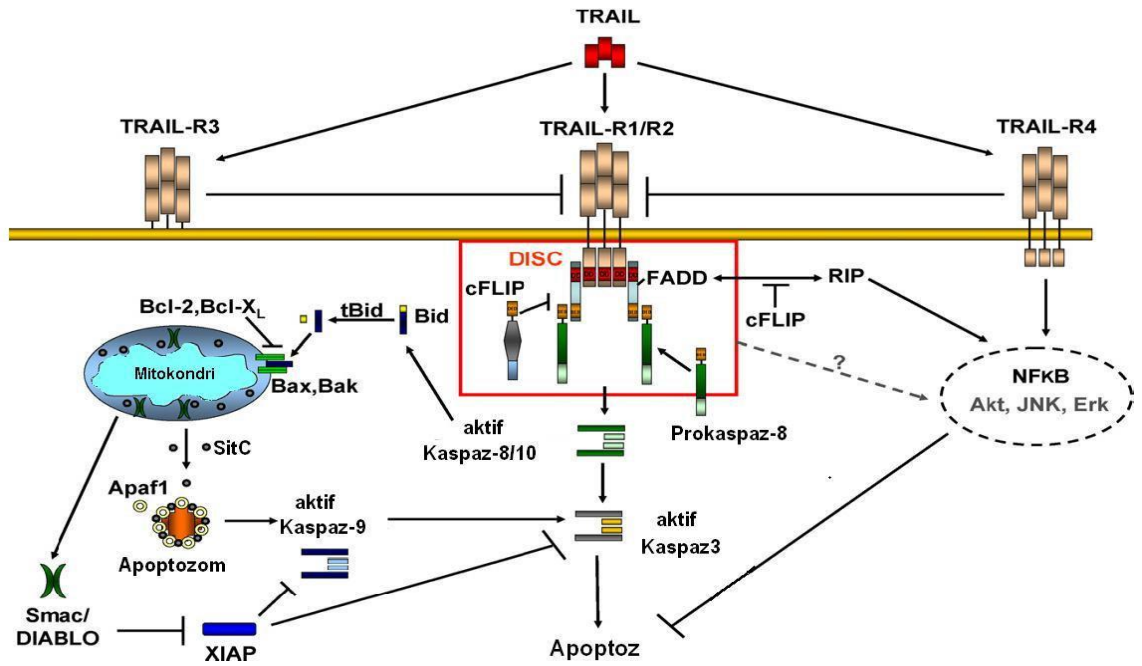 TRAIL
TRAIL-R3
TRAIL-R1/R2
TRAIL-R4
DISC
FADD
RIP
cFLIP
cFLIP
Bcl-2,Bcl-XL
tBid
Bid
?
Mitokondri
Bax,Bak
NFĸB
Akt, JNK, Erk
Prokaspaz-8
aktif
Kaspaz-8/10
SitC
Apaf1
aktif
Kaspaz-9
aktif
Kaspaz3
Apoptozom
Smac/
DIABLO
XIAP
Apoptoz